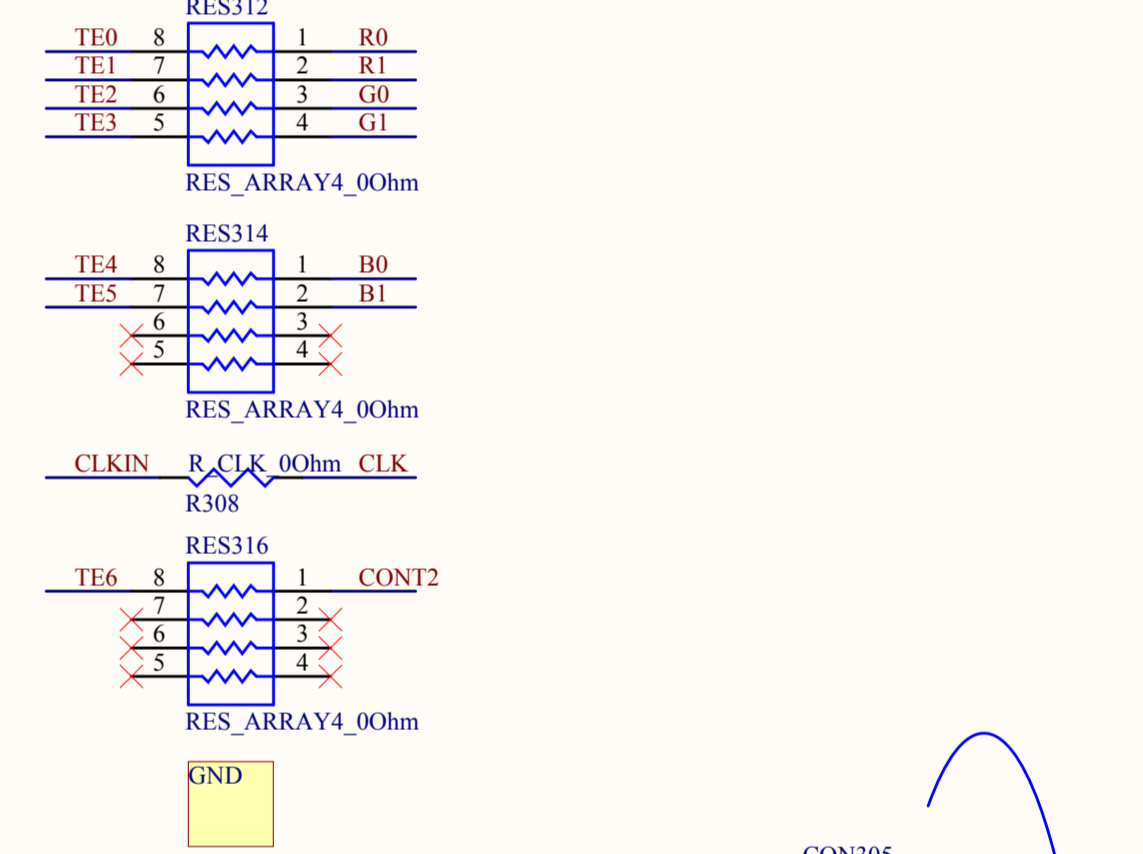 RES312
TE0 8 1 R0
TE1 7 2 R1
TE2 6 3 G0
TE3 5 4 G1
RES_ARRAY4_0Ohm
RES314
TE4 8 1 B0
TE5 7 2 B1
6 3
5 4
RES_ARRAY4_0Ohm
CLKIN R_CLK_0Ohm CLK
R308
RES316
TE6 8 1 CONT2
7 2
6 3
5 4
RES_ARRAY4_0Ohm
GND
CON305